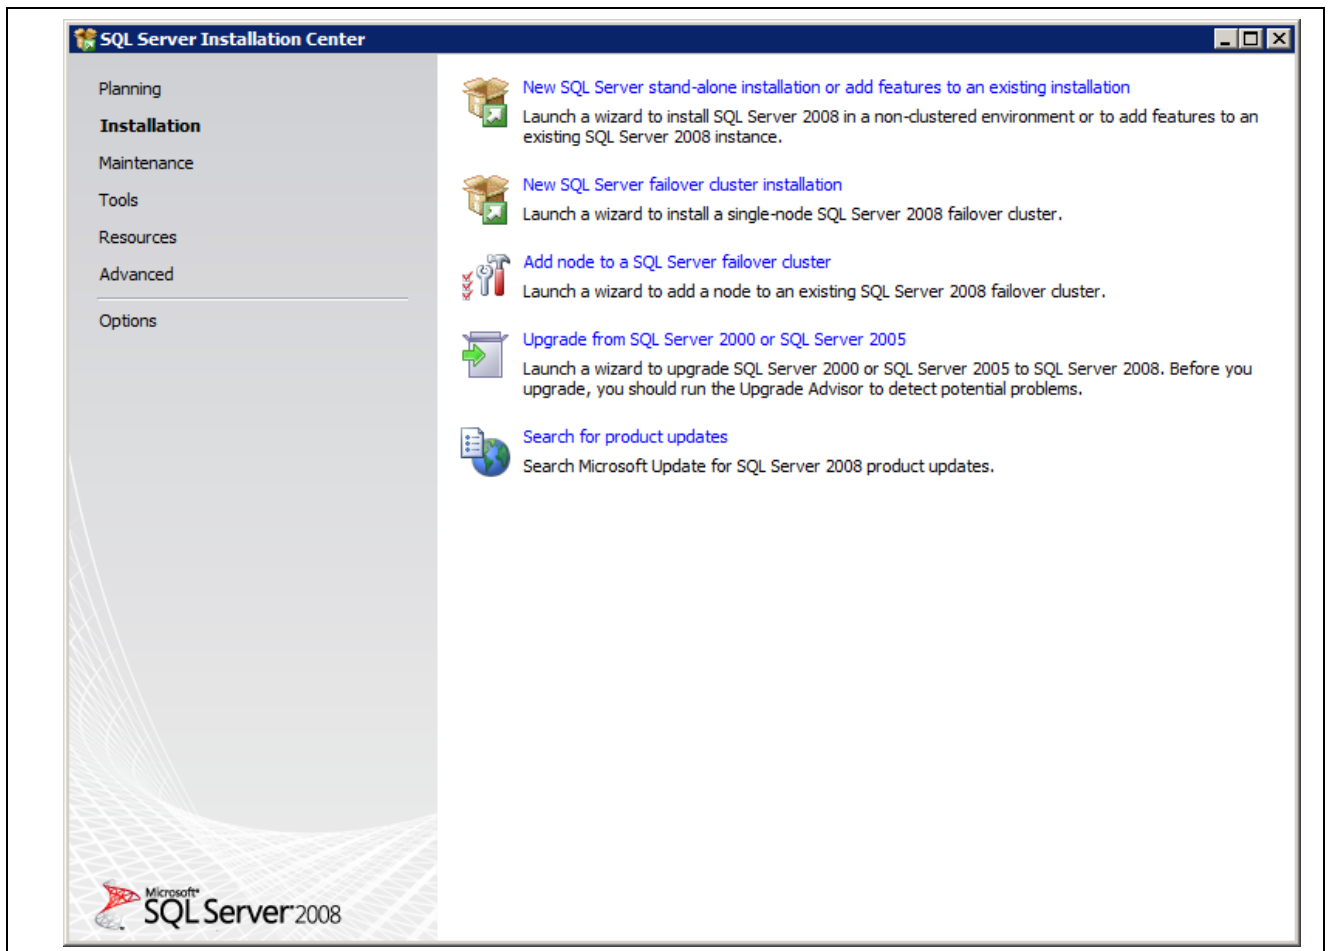 SQL Server Installation Center
Planning
Installation
Maintenance
Tools
Resources
Advanced
Options
New SQL Server stand-alone installation or add features to an existing installation
Launch a wizard to install SQL Server 2008 in a non-clustered environment or to add features to an
existing SQL Server 2008 instance.
New SQL Server failover cluster installation
Launch a wizard to install a single-node SQL Server 2008 failover cluster.
Add node to a SQL Server failover cluster
Launch a wizard to add a node to an existing SQL Server 2008 failover cluster.
Upgrade from SQL Server 2000 or SQL Server 2005
Launch a wizard to upgrade SQL Server 2000 or SQL Server 2005 to SQL Server 2008. Before you
upgrade, you should run the Upgrade Advisor to detect potential problems.
Search for product updates
Search Microsoft Update for SQL Server 2008 product updates.
Microsoft®
SQL Server 2008